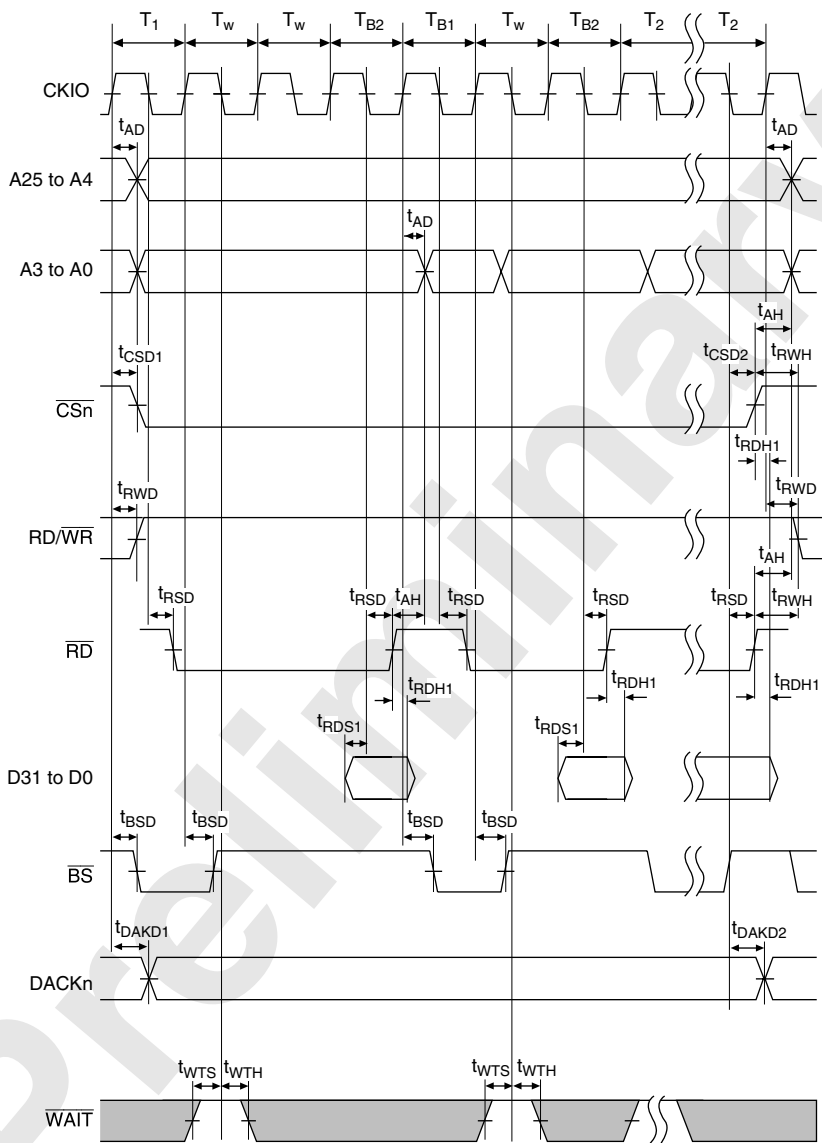 T1 Tw Tw TB2 TB1 Tw TB2 T2 T2
CKIO
tAD tAD
A25 to A4
tAD
A3 to A0
tAH
tCSD1 tCSD2 tRWH
CSn
tRDH1
tRWD tRWD
RD/WR
tAH
tRSD tRSD tAH tRSD tRSD tRSD tRWH
RD
tRDH1 tRDH1 tRDH1
tRDS1 tRDS1
D31 to D0
tBSD tBSD tBSD tBSD
BS
tDAKD1 tDAKD2
DACKn
tWTS tWTH tWTS tWTH
WAIT
Preliminary